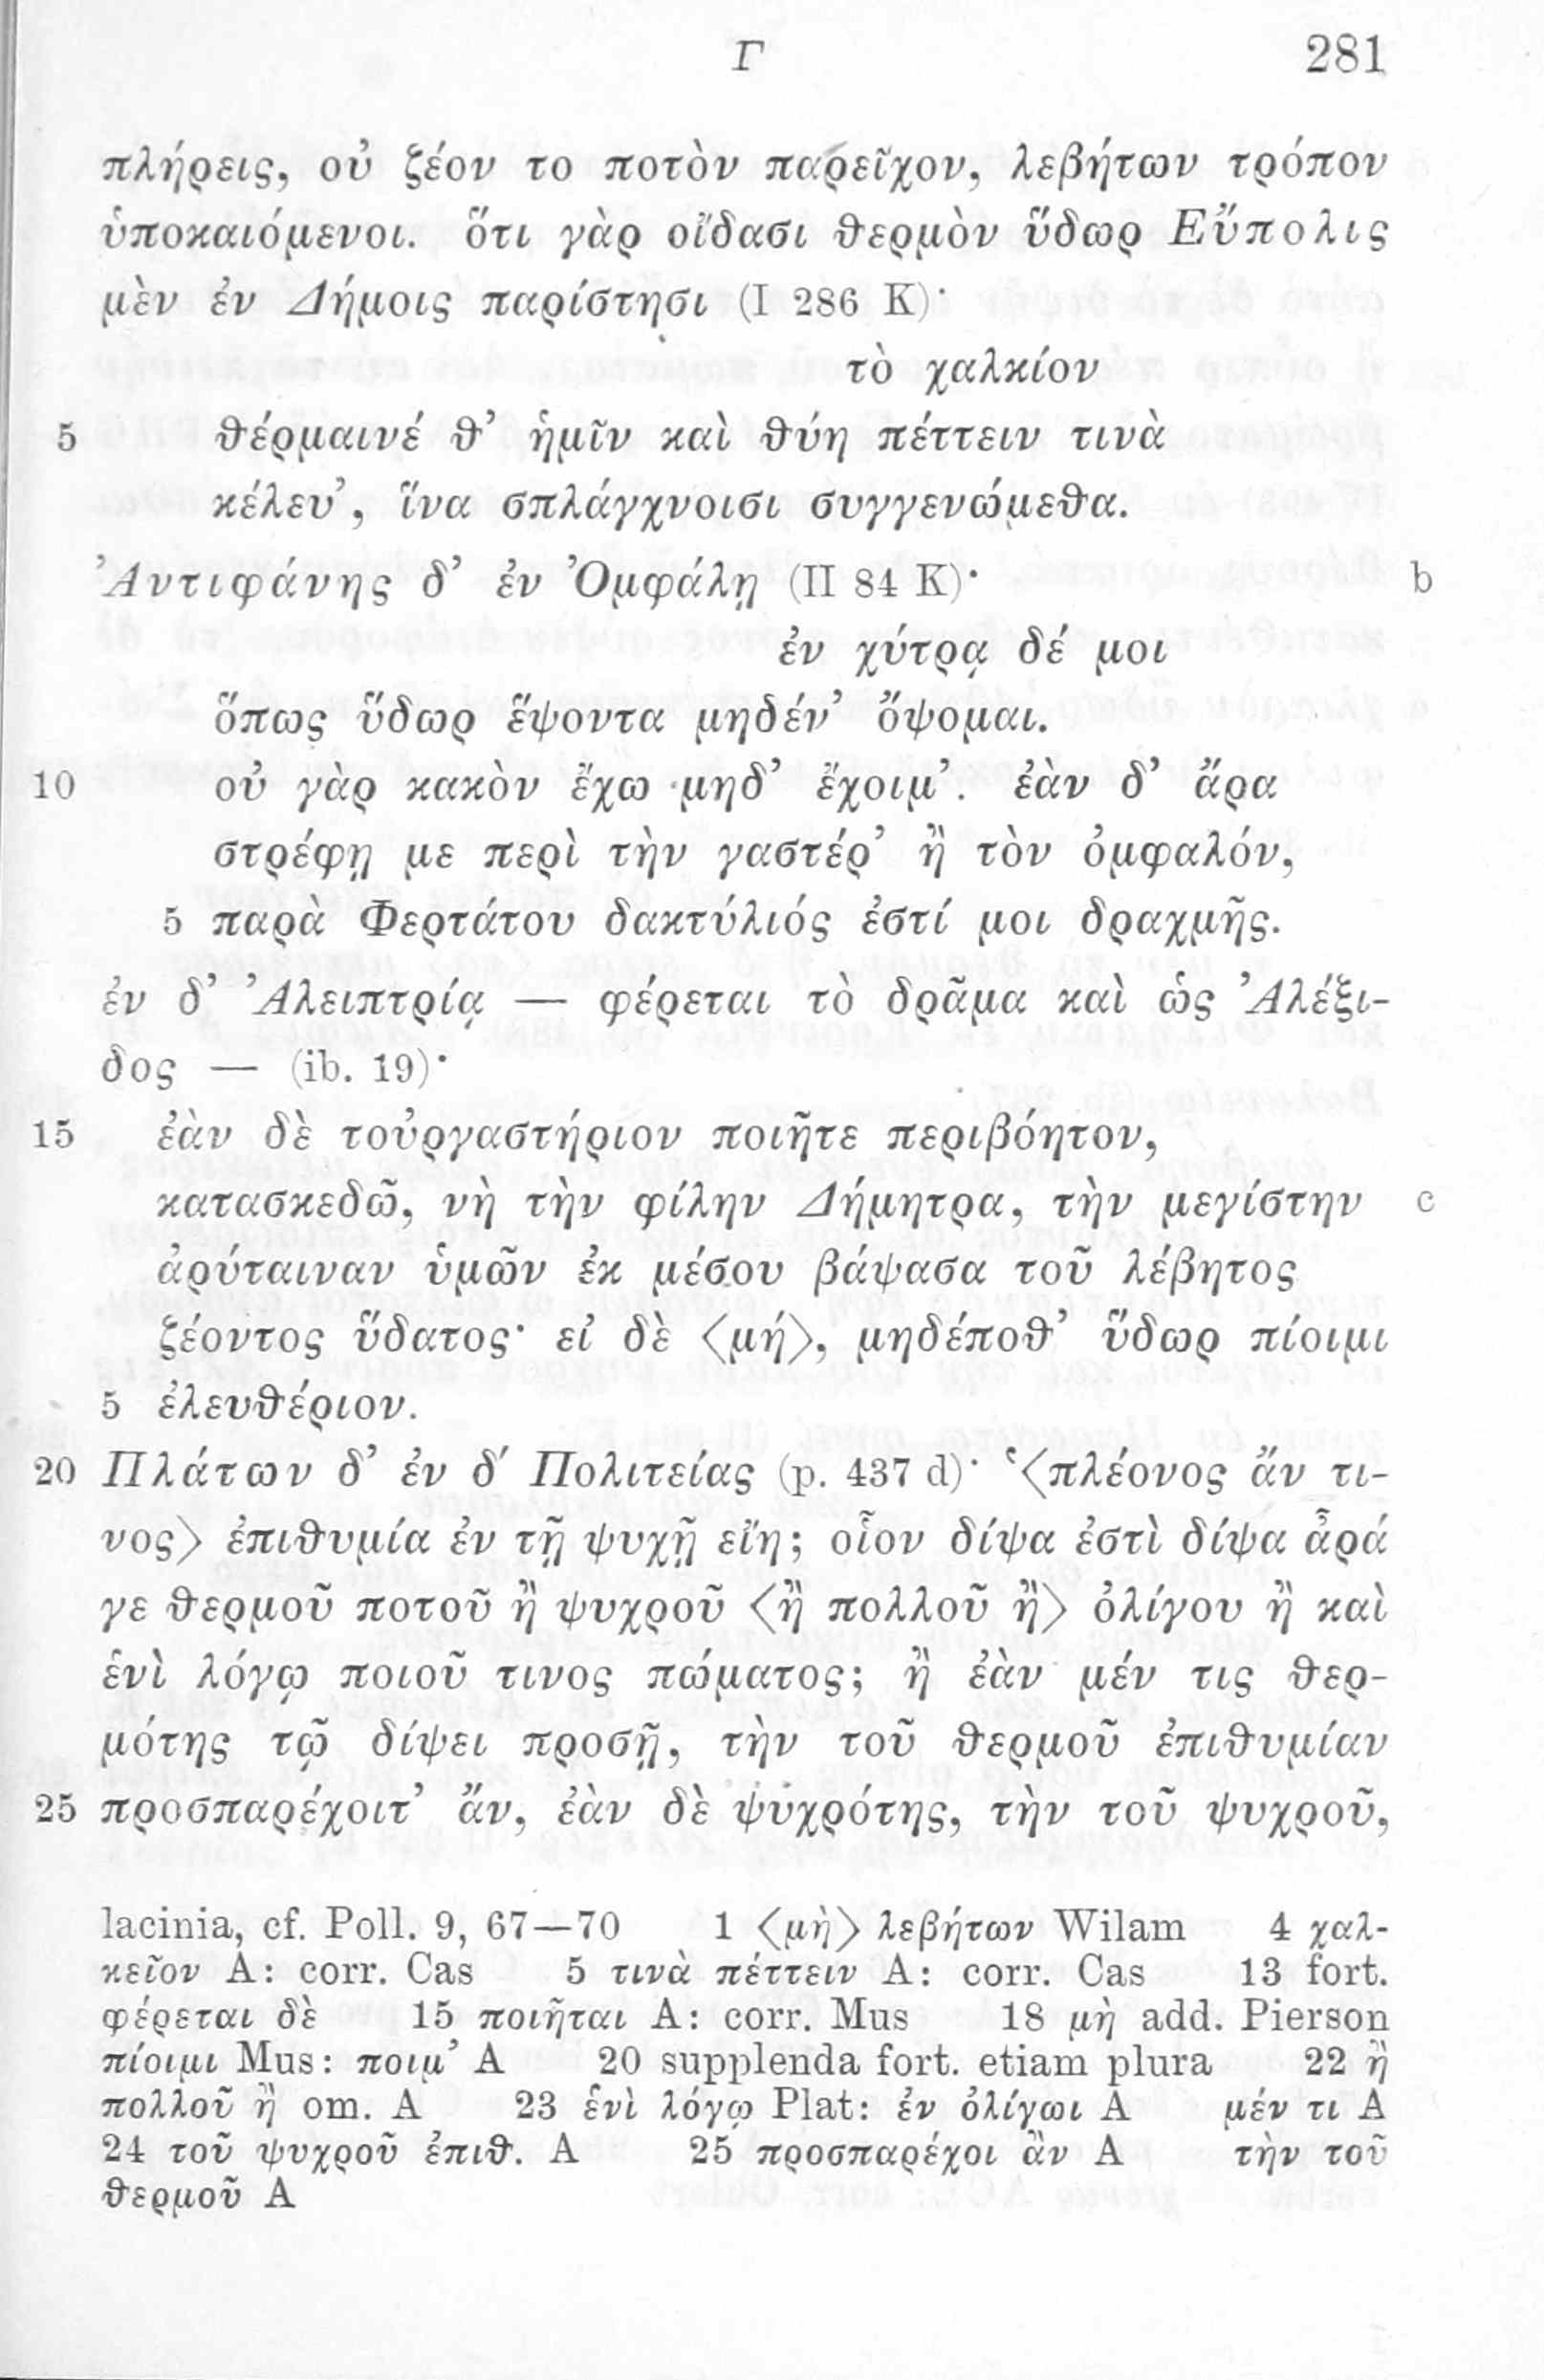 Γ 281
πλήρεις, οὐ ζέον το ποτὸν παρεῖχον, λεβήτων τρόπον
ὑποκαιόμενοι. ὅτι γὰρ οἴδασι θερμὸν ὕδωρ Εὔπολις
μὲν ἐν Δήμοις παρίστησι (I 286 K)·
τὸ χαλκίον
5 θέρμαινέ θ’ ἡμῖν καὶ θύη πέττειν τινὰ
κέλευ’, ἵνα σπλάγχνοισι συγγενώμεθα.
Ἀντιφάνης δ’ ἐν Ὀμφάλῃ (II 84 K)· b
ἐν χύτρᾳ δέ μοι
ὅπως ὕδωρ ἕψοντα μηδέν’ ὄψομαι.
10 οὐ γὰρ κακὸν ἔχω μηδ’ ἔχοιμ’. ἐὰν δ’ ἄρα
στρέφῃ με περὶ τὴν γαστέρ’ ἢ τὸν ὀμφαλόν,
5 παρὰ Φερτάτου δακτύλιός ἐστί μοι δραχμῆς.
ἐν δ’ Ἀλειπτρίᾳ — φέρεται τὸ δρᾶμα καὶ ὡς Ἀλέξι-
δος — (ib. 19)·
15 ἐὰν δὲ τοὐργαστήριον ποιῆτε περιβόητον,
κατασκεδῶ, νὴ τὴν φίλην Δήμητρα, τὴν μεγίστην c
ἀρύταιναν ὑμῶν ἐκ μέσου βάψασα τοῦ λέβητος
ζέοντος ὕδατος· εἰ δὲ 〈μή〉, μηδέποθ’ ὕδωρ πίοιμι
5 ἐλευθέριον.
20 Πλάτων δ’ ἐν δ′ Πολιτείας (p. 437 d)· ‘〈πλέονος ἄν τι-
νος〉 ἐπιθυμία ἐν τῇ ψυχῇ εἴη; οἷον δίψα ἐστὶ δίψα ἆρά
γε θερμοῦ ποτοῦ ἢ ψυχροῦ 〈ἢ πολλοῦ ἢ〉 ὀλίγου ἢ καὶ
ἑνὶ λόγῳ ποιοῦ τινος πώματος; ἢ ἐὰν μέν τις θερ-
μότης τῷ δίψει προσῇ, τὴν τοῦ θερμοῦ ἐπιθυμίαν
25 προσπαρέχοιτ’ ἄν, ἐὰν δὲ ψυχρότης, τὴν τοῦ ψυχροῦ,
lacinia, cf. Poll. 9, 67—70 1 〈μὴ〉 λεβήτων Wilam 4 χαλ-
κεῖον A: corr. Cas 5 τινὰ πέττειν A: corr. Cas 13 fort.
φέρεται δὲ 15 ποιῆται A: corr. Mus 18 μὴ add. Pierson
πίοιμι Mus: ποιμ’ A 20 supplenda fort. etiam plura 22 ἢ
πολλοῦ ἢ om. A 23 ἑνὶ λόγῳ Plat: ἐν ὀλίγωι A μέν τι A
24 τοῦ ψυχροῦ ἐπιθ. A 25 προσπαρέχοι ἂν A τὴν τοῦ
θερμοῦ A